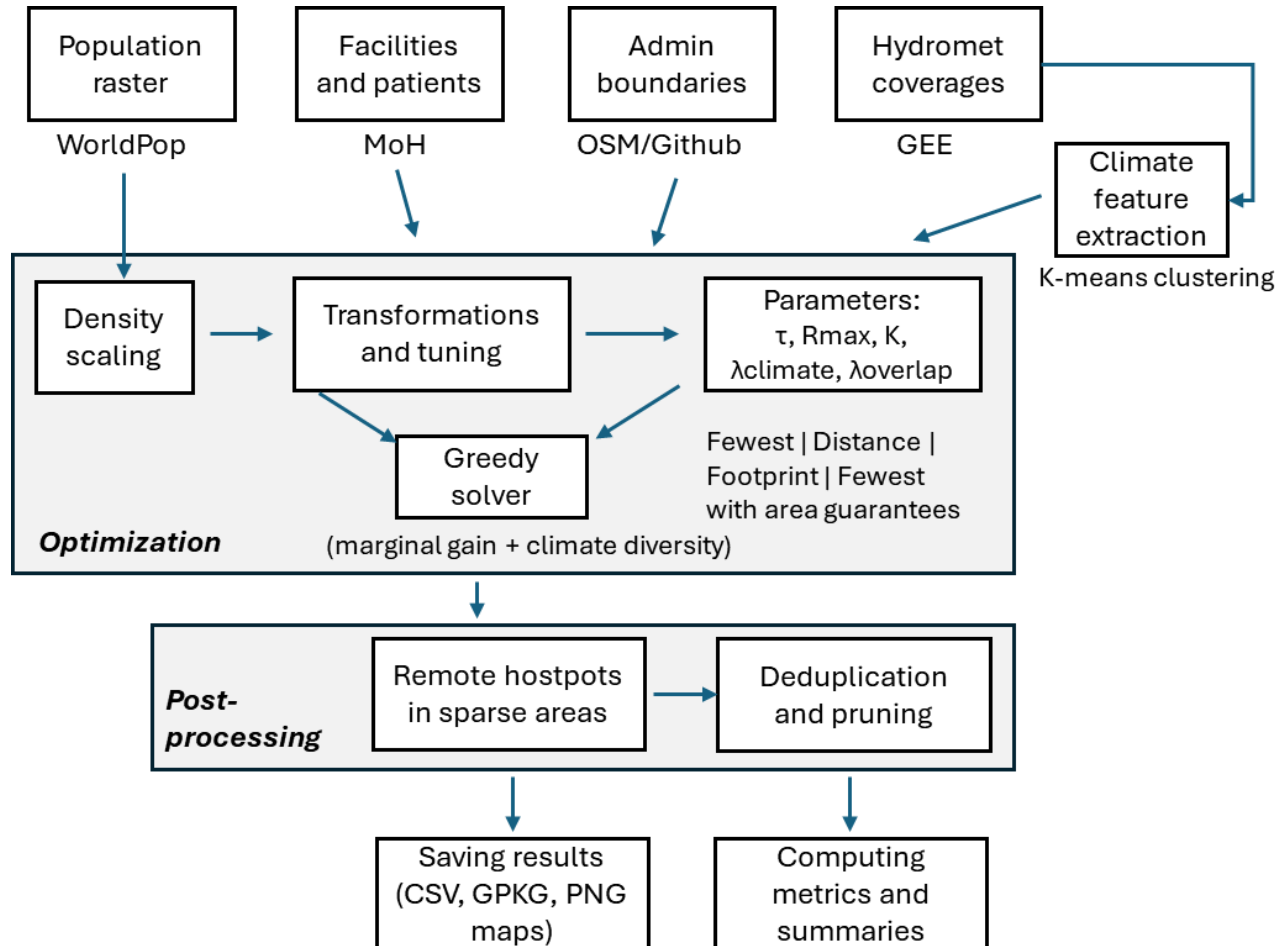 Population
raster
WorldPop
Facilities
and patients
MoH
Admin
boundaries
OSM/Github
Hydromet
coverages
GEE
Climate
feature
extraction
K-means clustering
Density
scaling
Transformations
and tuning
Parameters:
τ, Rmax, K,
λclimate, λoverlap
Greedy
solver
(marginal gain + climate diversity)
Fewest | Distance |
Footprint | Fewest
with area guarantees
Optimization
Post-
processing
Remote hostpots
in sparse areas
Deduplication
and pruning
Saving results
(CSV, GPKG, PNG
maps)
Computing
metrics and
summaries